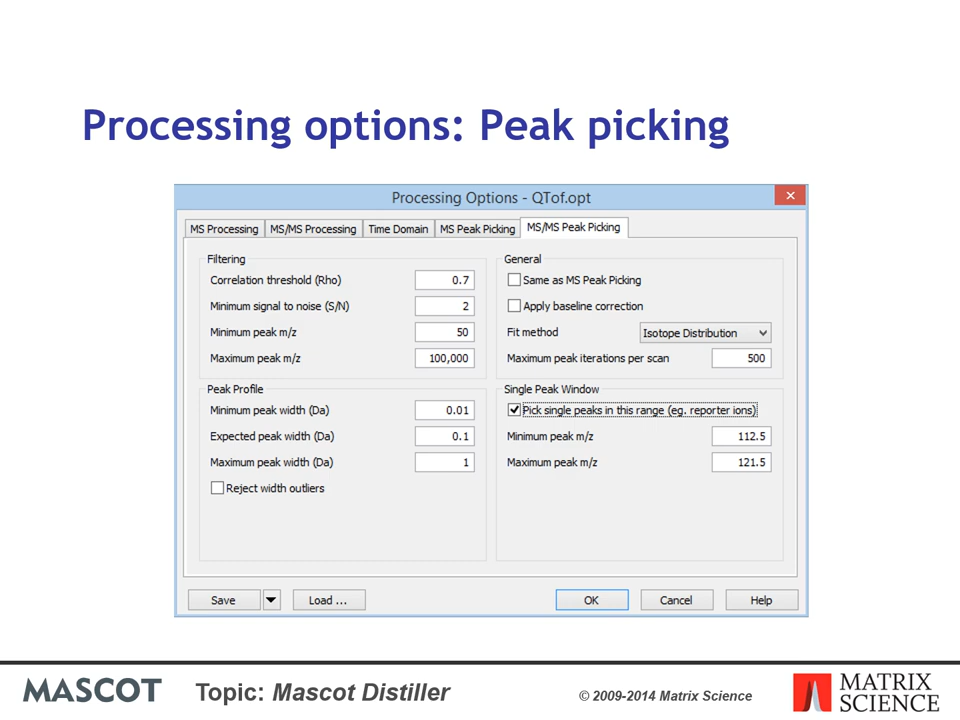 Processing options: Peak picking
Processing Options - QTof.opt
MS Processing MS/MS Processing Time Domain MS Peak Picking MS/MS Peak Picking
Filtering
Correlation threshold (Rho) 0.7
Minimum signal to noise (S/N) 2
Minimum peak m/z 50
Maximum peak m/z 100,000
General
Same as MS Peak Picking
Apply baseline correction
Fit method Isotope Distribution
Maximum peak iterations per scan 500
Peak Profile
Minimum peak width (Da) 0.01
Expected peak width (Da) 0.1
Maximum peak width (Da) 1
Reject width outliers
Single Peak Window
Pick single peaks in this range (eg. reporter ions)
Minimum peak m/z 112.5
Maximum peak m/z 121.5
Save Load ... OK Cancel Help
MASCOT Topic: Mascot Distiller © 2009-2014 Matrix Science
MATRIX
SCIENCE